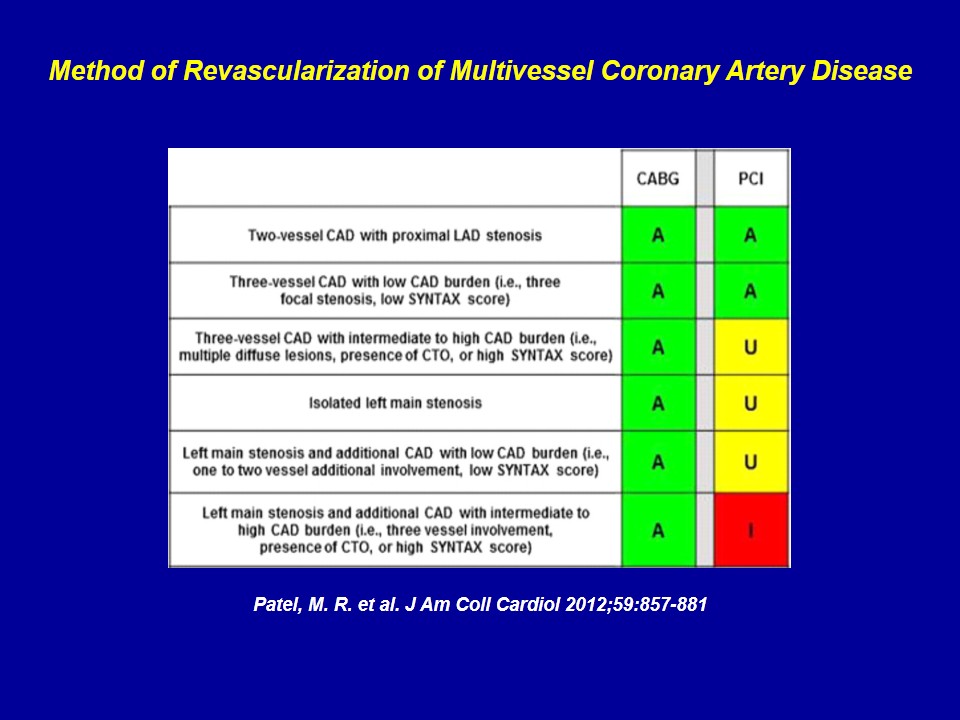 Method of Revascularization of Multivessel Coronary Artery Disease
CABG PCI
Two-vessel CAD with proximal LAD stenosis A A
Three-vessel CAD with low CAD burden (i.e., three
focal stenosis, low SYNTAX score) A A
Three-vessel CAD with intermediate to high CAD burden (i.e.,
multiple diffuse lesions, presence of CTO, or high SYNTAX score) A U
Isolated left main stenosis A U
Left main stenosis and additional CAD with low CAD burden (i.e.,
one to two vessel additional involvement, low SYNTAX score) A U
Left main stenosis and additional CAD with intermediate to
high CAD burden (i.e., three vessel involvement,
presence of CTO, or high SYNTAX score) A I
Patel, M. R. et al. J Am Coll Cardiol 2012;59:857-881